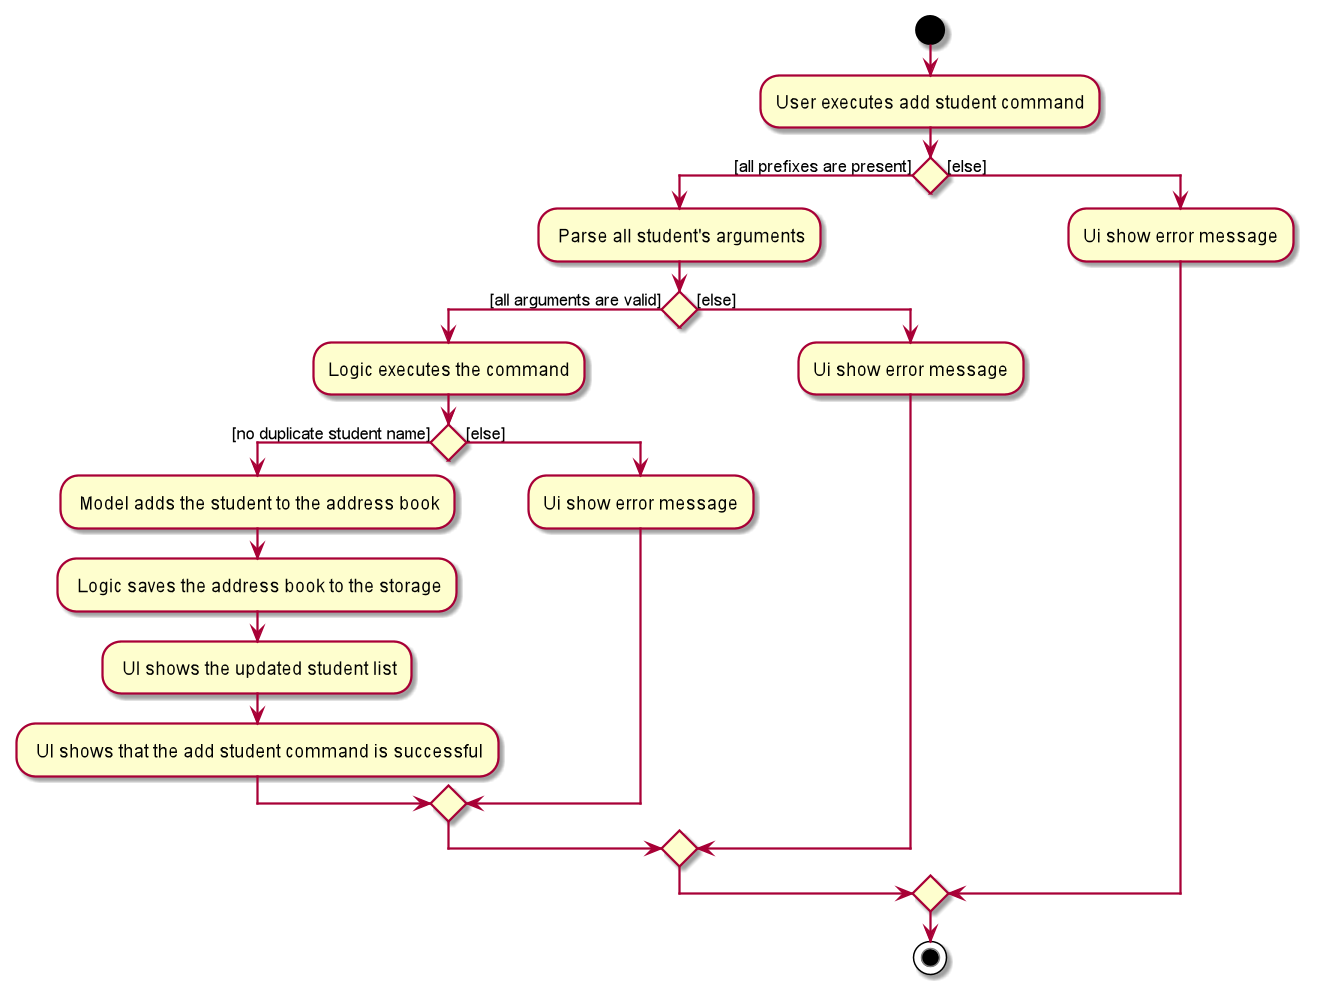 User executes add student command
[all prefixes are present]
[else]
Parse all student's arguments
Ui show error message
[all arguments are valid]
[else]
Logic executes the command
Ui show error message
[no duplicate student name]
[else]
Model adds the student to the address book
Ui show error message
Logic saves the address book to the storage
UI shows the updated student list
UI shows that the add student command is successful